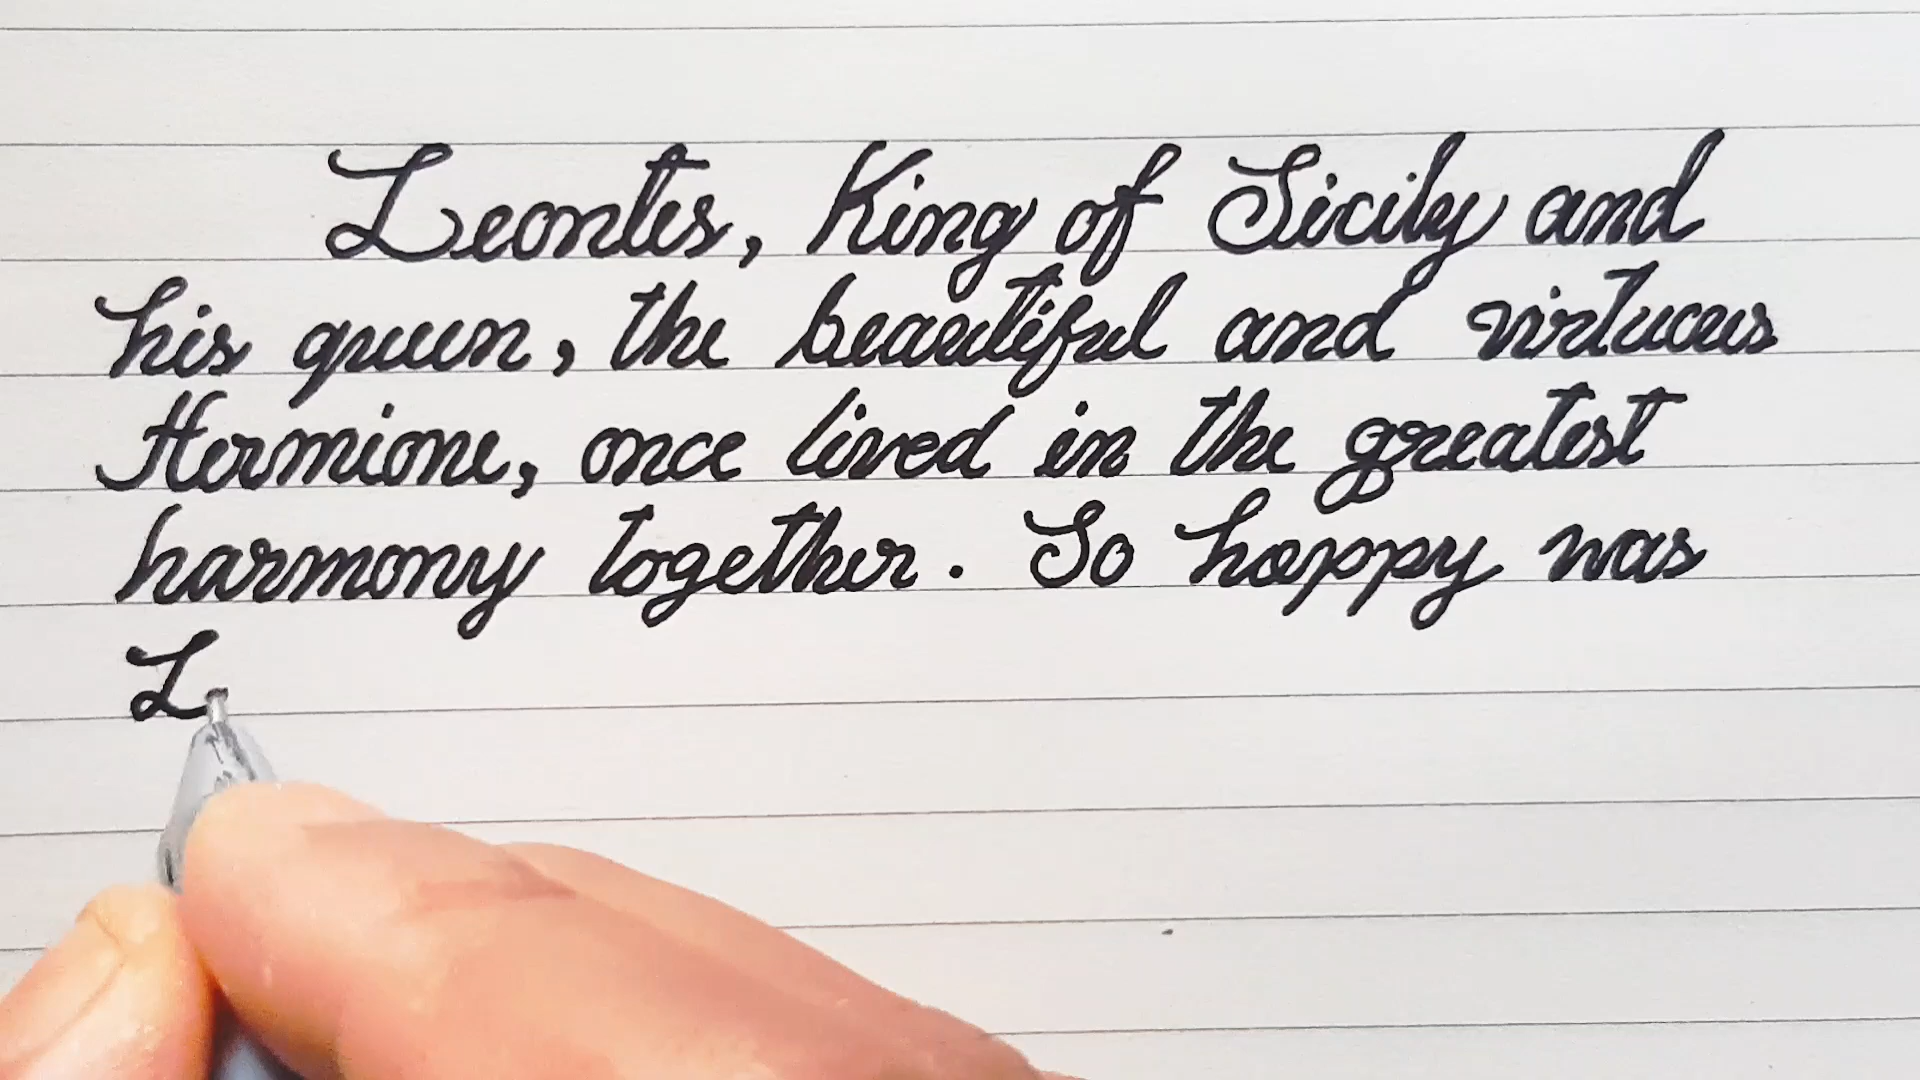 Leontes, King of Sicily and
his queen, the beautiful and virtuous
Hermione, once lived in the greatest
harmony together. So happy was
L